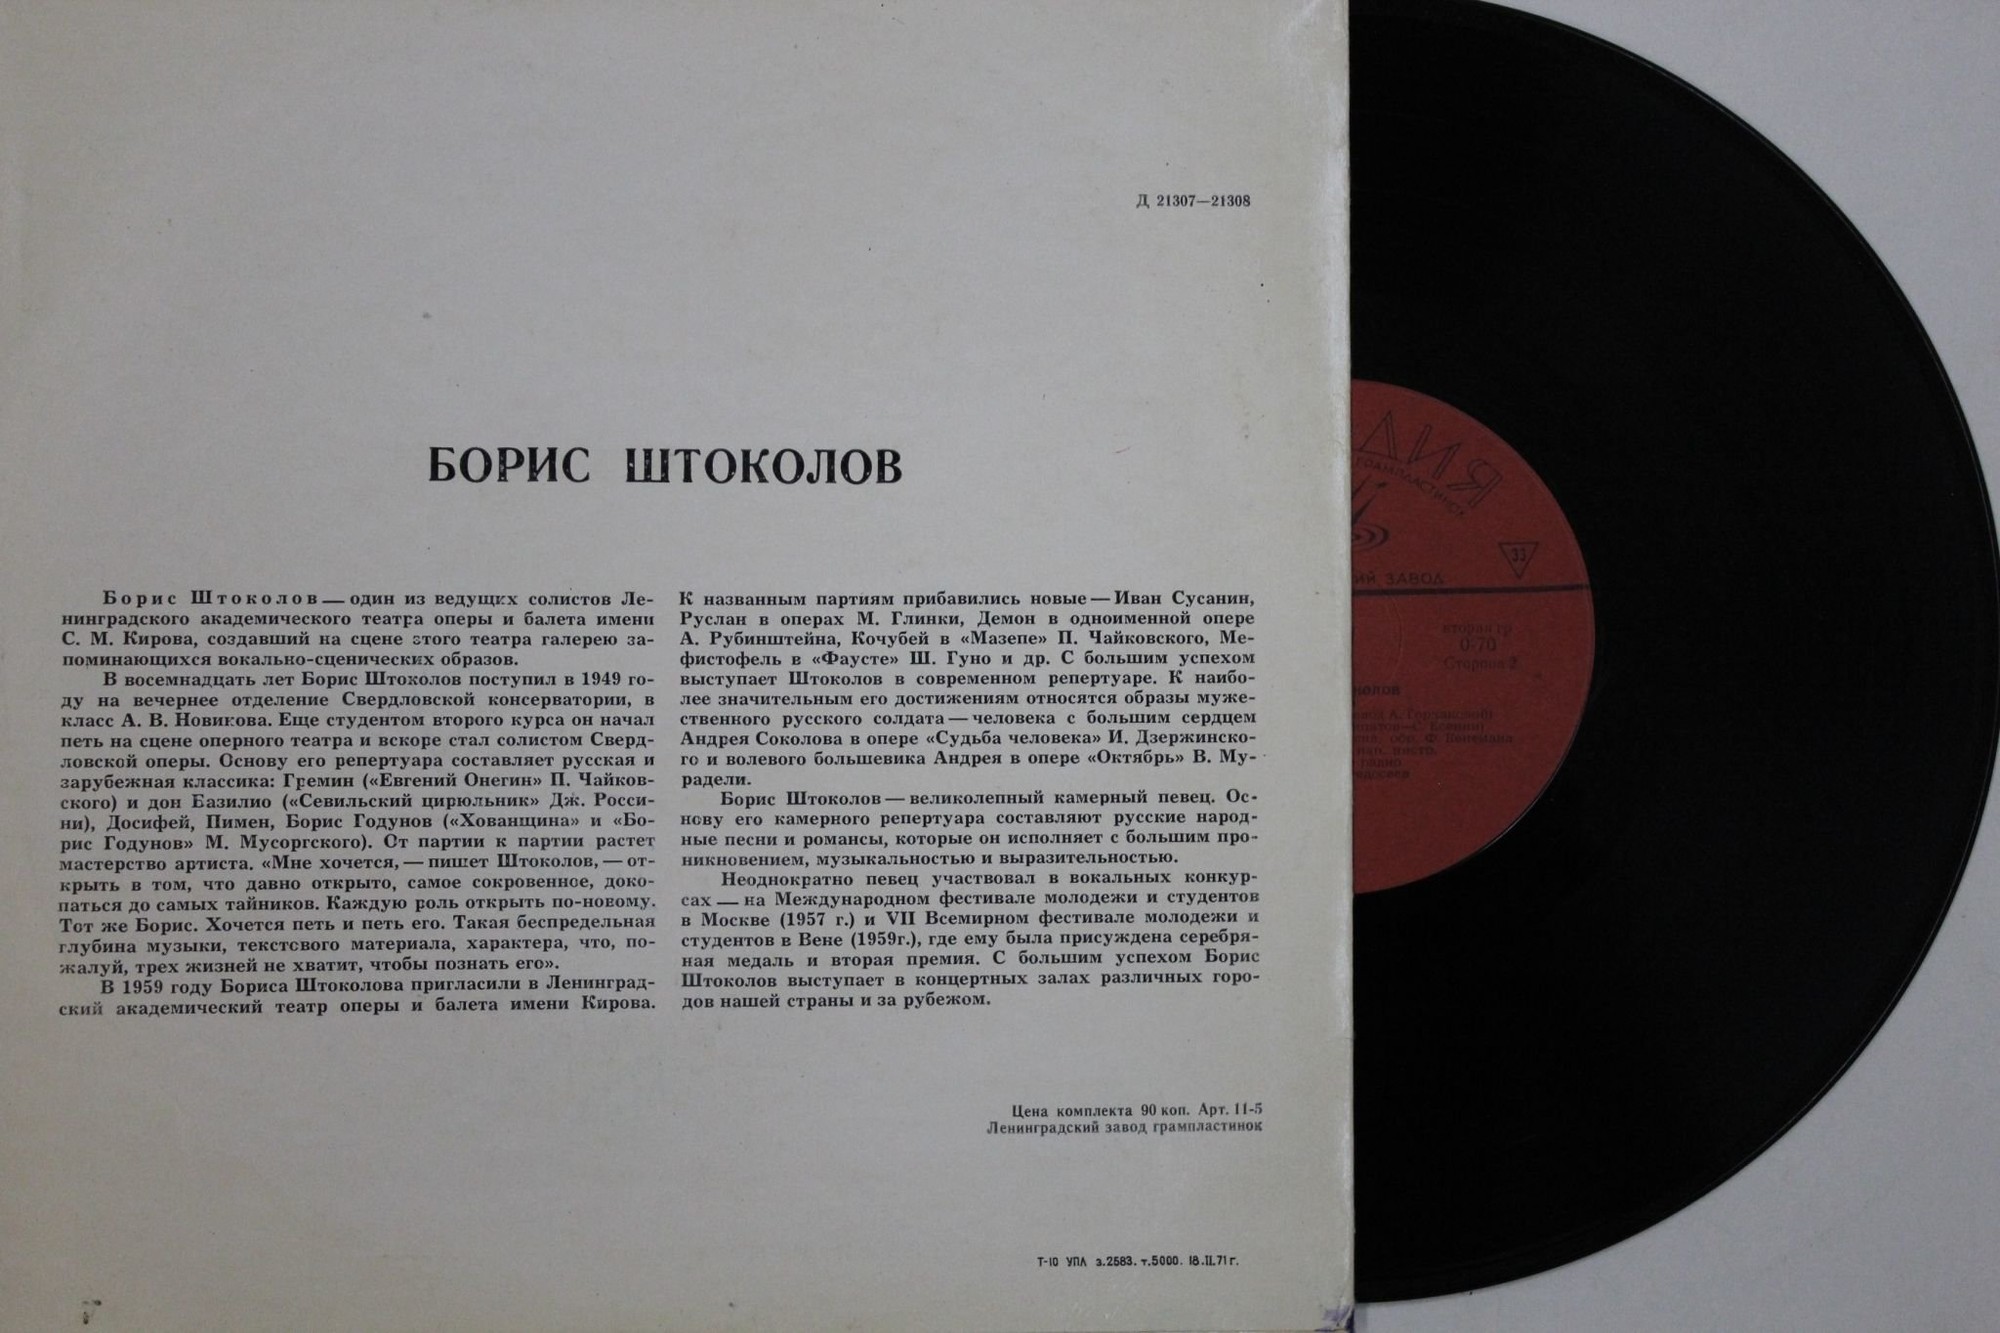 Д 21307—21308
БОРИС ШТОКОЛОВ
Борис Штоколов — один из ведущих солистов Ле-
нинградского академического театра оперы и балета имени
С. М. Кирова, создавший на сцене этого театра галерею за-
поминающихся вокально-сценических образов.
В восемнадцать лет Борис Штоколов поступил в 1949 го-
ду на вечернее отделение Свердловской консерватории, в
класс А. В. Новикова. Еще студентом второго курса он начал
петь на сцене оперного театра и вскоре стал солистом Сверд-
ловской оперы. Основу его репертуара составляет русская и
зарубежная классика: Гремин («Евгений Онегин» П. Чайков-
ского) и дон Базилио («Севильский цирюльник» Дж. Росси-
ни), Досифей, Пимен, Борис Годунов («Хованщина» и «Бо-
рис Годунов» М. Мусоргского). От партии к партии растет
мастерство артиста. «Мне хочется, — пишет Штоколов, — от-
крыть в том, что давно открыто, самое сокровенное, доко-
паться до самых тайников. Каждую роль открыть по-новому.
Тот же Борис. Хочется петь и петь его. Такая беспредельная
глубина музыки, текстового материала, характера, что, по-
жалуй, трех жизней не хватит, чтобы познать его».
В 1959 году Бориса Штоколова пригласили в Ленинград-
ский академический театр оперы и балета имени Кирова.
К названным партиям прибавились новые — Иван Сусанин,
Руслан в операх М. Глинки, Демон в одноименной опере
А. Рубинштейна, Кочубей в «Мазепе» П. Чайковского, Ме-
фистофель в «Фаусте» Ш. Гуно и др. С большим успехом
выступает Штоколов в современном репертуаре. К наибо-
лее значительным его достижениям относятся образы муже-
ственного русского солдата — человека с большим сердцем
Андрея Соколова в опере «Судьба человека» И. Дзержинско-
го и волевого большевика Андрея в опере «Октябрь» В. Му-
радели.
Борис Штоколов — великолепный камерный певец. Ос-
нову его камерного репертуара составляют русские народ-
ные песни и романсы, которые он исполняет с большим про-
никновением, музыкальностью и выразительностью.
Неоднократно певец участвовал в вокальных конкур-
сах — на Международном фестивале молодежи и студентов
в Москве (1957 г.) и VII Всемирном фестивале молодежи и
студентов в Вене (1959г.), где ему была присуждена серебря-
ная медаль и вторая премия. С большим успехом Борис
Штоколов выступает в концертных залах различных горо-
дов нашей страны и за рубежом.
Цена комплекта 90 коп. Арт. 11-5
Ленинградский завод грампластинок
Т-10 УПЛ з.2583. т.5000. 18.II.71 г.
ДИЯ
ГРАМПЛАСТИНОК
33
ИЙ ЗАВОД
вторая гр.
0-70
Сторона 2